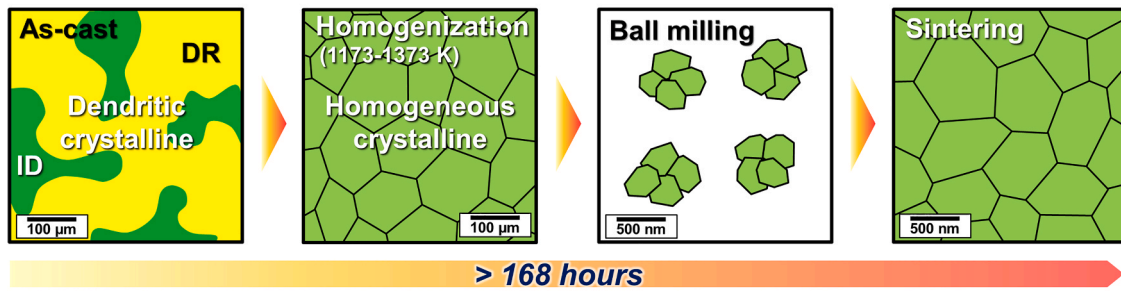 As-cast
DR
Dendritic
crystalline
ID
100 μm
Homogenization
(1173-1373 K)
Homogeneous
crystalline
100 μm
Ball milling
500 nm
Sintering
500 nm
> 168 hours